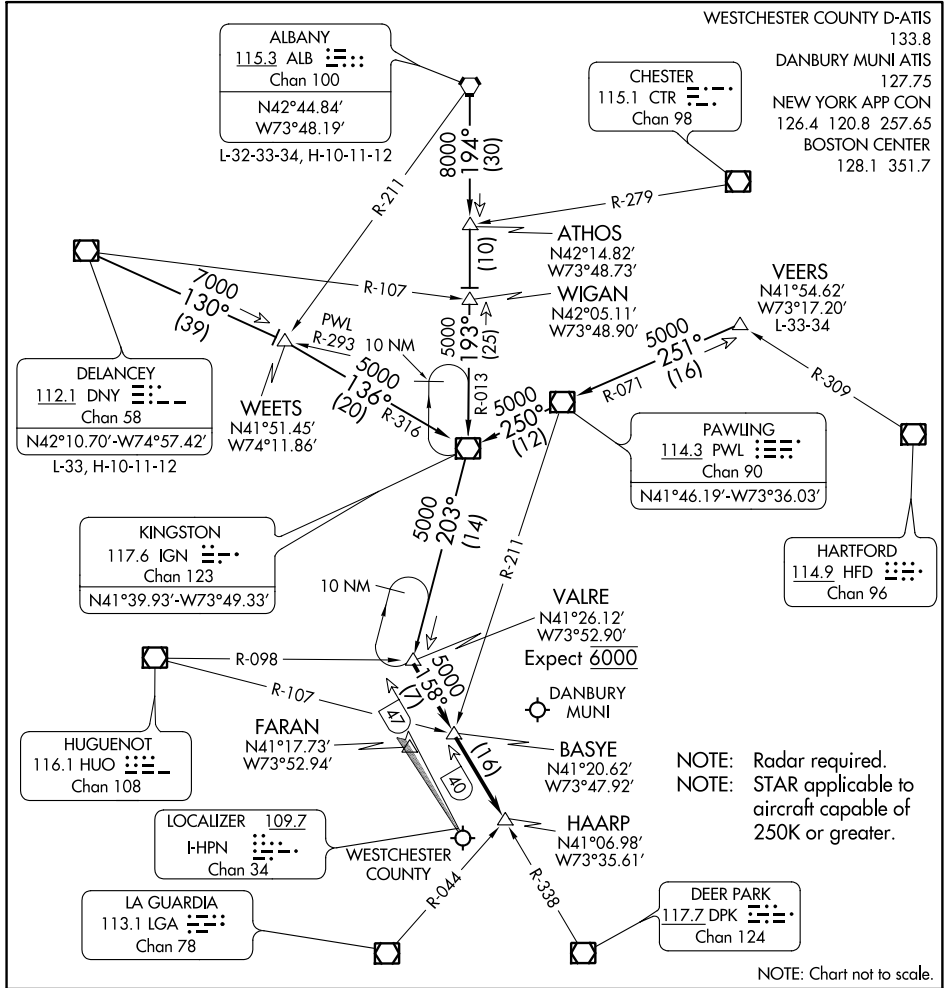 WESTCHESTER COUNTY D-ATIS
133.8
DANBURY MUNI ATIS
127.75
NEW YORK APP CON
126.4 120.8 257.65
BOSTON CENTER
128.1 351.7
ALBANY
115.3 ALB
Chan 100
N42°44.84'
W73°48.19'
L-32-33-34, H-10-11-12
CHESTER
115.1 CTR
Chan 98
R-211
8000
194°
(30)
R-279
ATHOS
N42°14.82'
W73°48.73'
(10)
7000
130°
(39)
R-107
WIGAN
N42°05.11'
W73°48.90'
VEERS
N41°54.62'
W73°17.20'
L-33-34
PWL
R-293
10 NM
5000
193°
(25)
R-013
5000
251°
(16)
R-071
R-309
DELANCEY
112.1 DNY
Chan 58
N42°10.70'-W74°57.42'
L-33, H-10-11-12
WEETS
N41°51.45'
W74°11.86'
5000
136°
(20)
R-316
5000
250°
(12)
PAWLING
114.3 PWL
Chan 90
N41°46.19'-W73°36.03'
KINGSTON
117.6 IGN
Chan 123
N41°39.93'-W73°49.33'
5000
203°
(14)
R-211
HARTFORD
114.9 HFD
Chan 96
10 NM
VALRE
N41°26.12'
W73°52.90'
Expect 6000
R-098
R-107
5000
158°
(7)
DANBURY
MUNI
47
FARAN
N41°17.73'
W73°52.94'
(16)
40
BASYE
N41°20.62'
W73°47.92'
HUGUENOT
116.1 HUO
Chan 108
NOTE: Radar required.
NOTE: STAR applicable to
aircraft capable of
250K or greater.
LOCALIZER 109.7
I-HPN
Chan 34
WESTCHESTER
COUNTY
HAARP
N41°06.98'
W73°35.61'
R-044
R-338
LA GUARDIA
113.1 LGA
Chan 78
DEER PARK
117.7 DPK
Chan 124
NOTE: Chart not to scale.